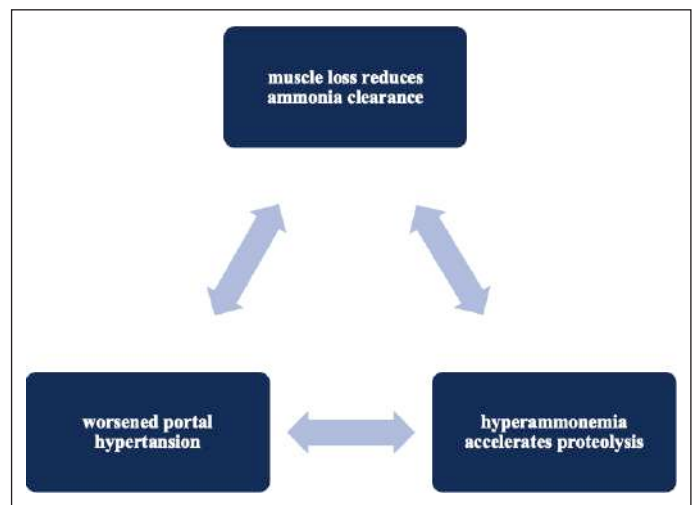 muscle loss reduces
ammonia clearance
worsened portal
hypertansion
hyperammonemia
accelerates proteolysis